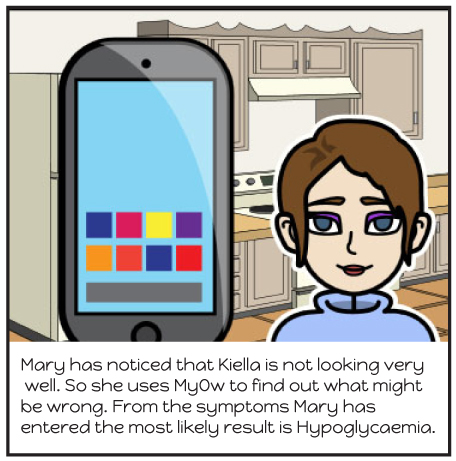 Mary has noticed that Kiella is not looking very
well. So she uses MyOw to find out what might
be wrong. From the symptoms Mary has
entered the most likely result is Hypoglycaemia.